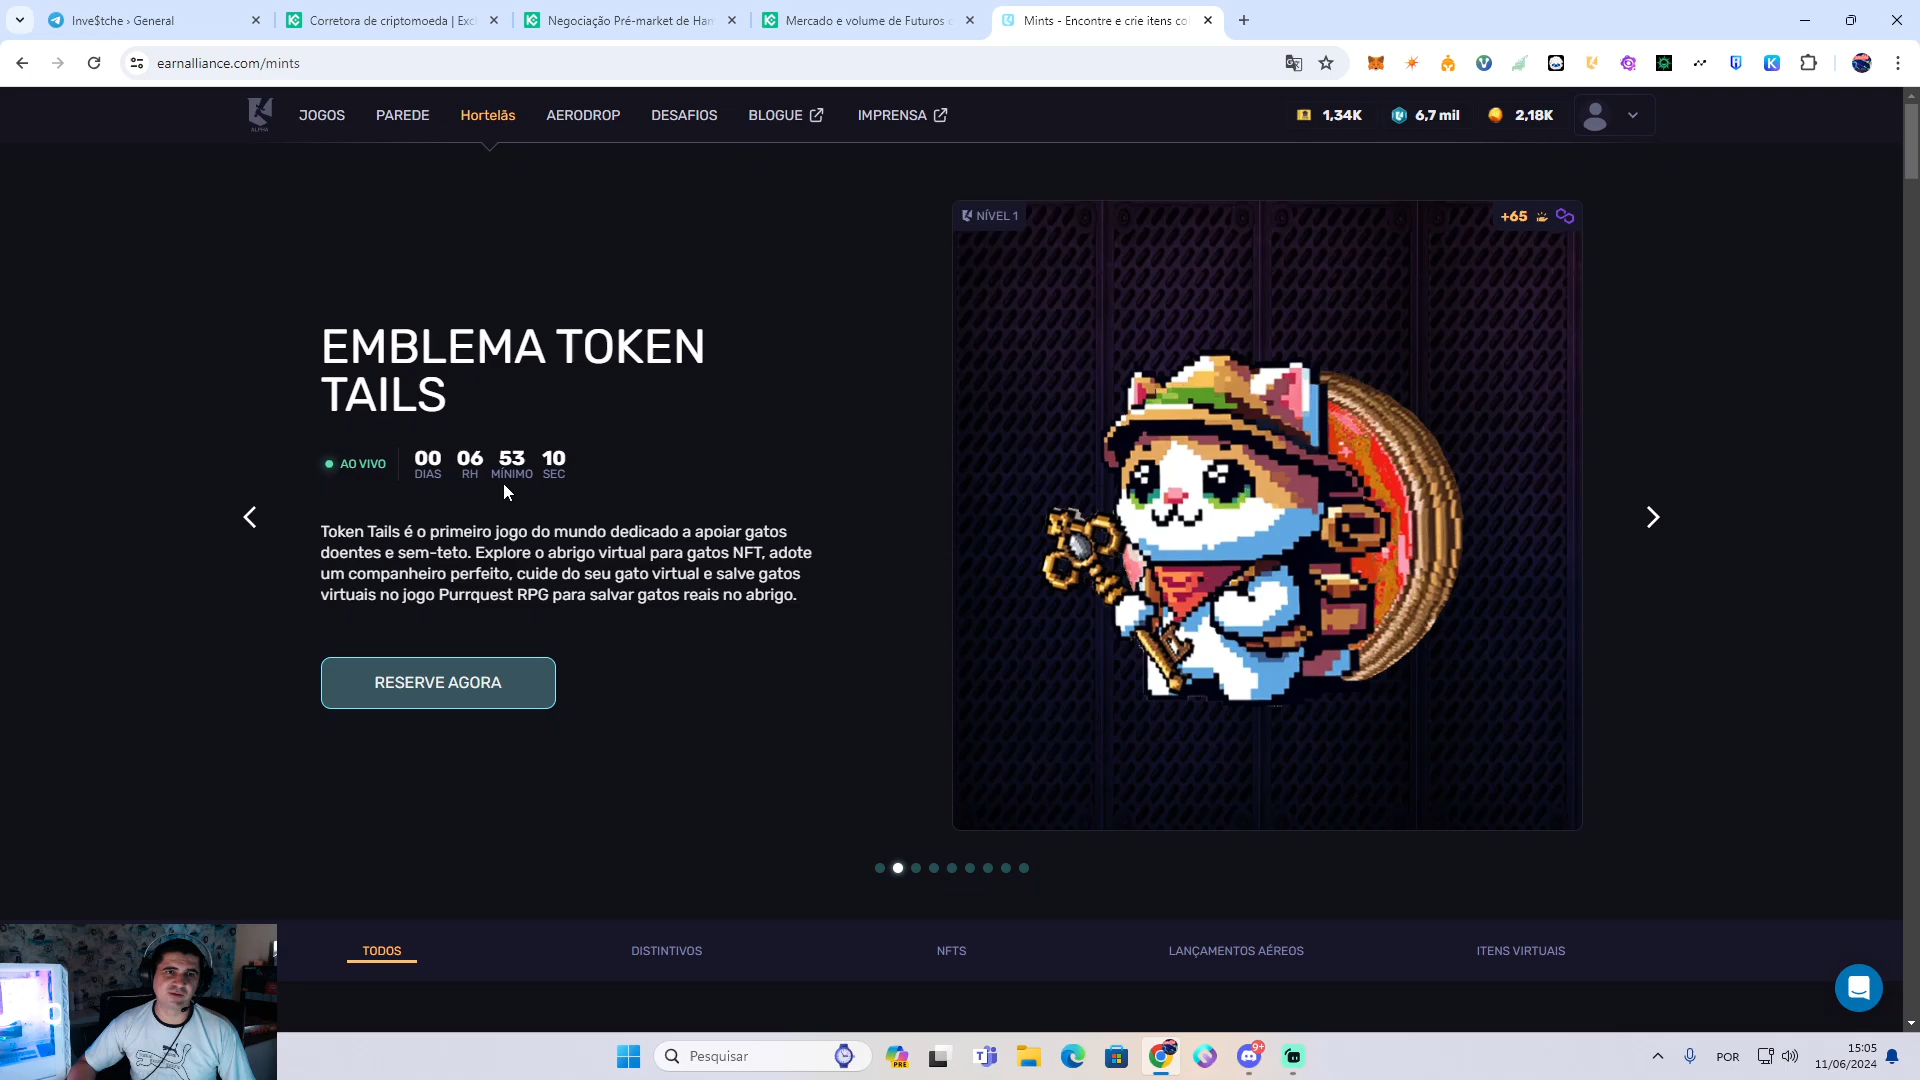 Inve$tche › General
Corretora de criptomoeda | Exc
Negociação Pré-market de Ham
Mercado e volume de Futuros d
Mints - Encontre e crie itens co
earnalliance.com/mints
ALPHA
JOGOS
PAREDE
Hortelãs
AERODROP
DESAFIOS
BLOGUE
IMPRENSA
1,34K
6,7 mil
2,18K
NÍVEL 1
+65
EMBLEMA TOKEN
TAILS
AO VIVO
00 06 53 10
DIAS RH MÍNIMO SEC
Token Tails é o primeiro jogo do mundo dedicado a apoiar gatos
doentes e sem-teto. Explore o abrigo virtual para gatos NFT, adote
um companheiro perfeito, cuide do seu gato virtual e salve gatos
virtuais no jogo Purrquest RPG para salvar gatos reais no abrigo.
RESERVE AGORA
TODOS
DISTINTIVOS
NFTS
LANÇAMENTOS AÉREOS
ITENS VIRTUAIS
Pesquisar
PRE
9+
POR
15:05
11/06/2024